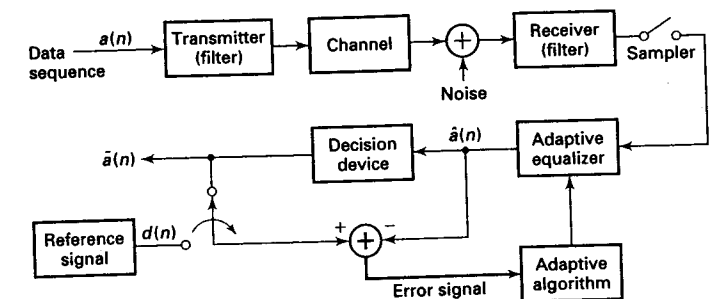 Data
sequence
a(n)
Transmitter
(filter)
Channel
+
Noise
Receiver
(filter)
Sampler
ã(n)
Decision
device
â(n)
Adaptive
equalizer
Reference
signal
d(n)
+
+
−
Error signal
Adaptive
algorithm